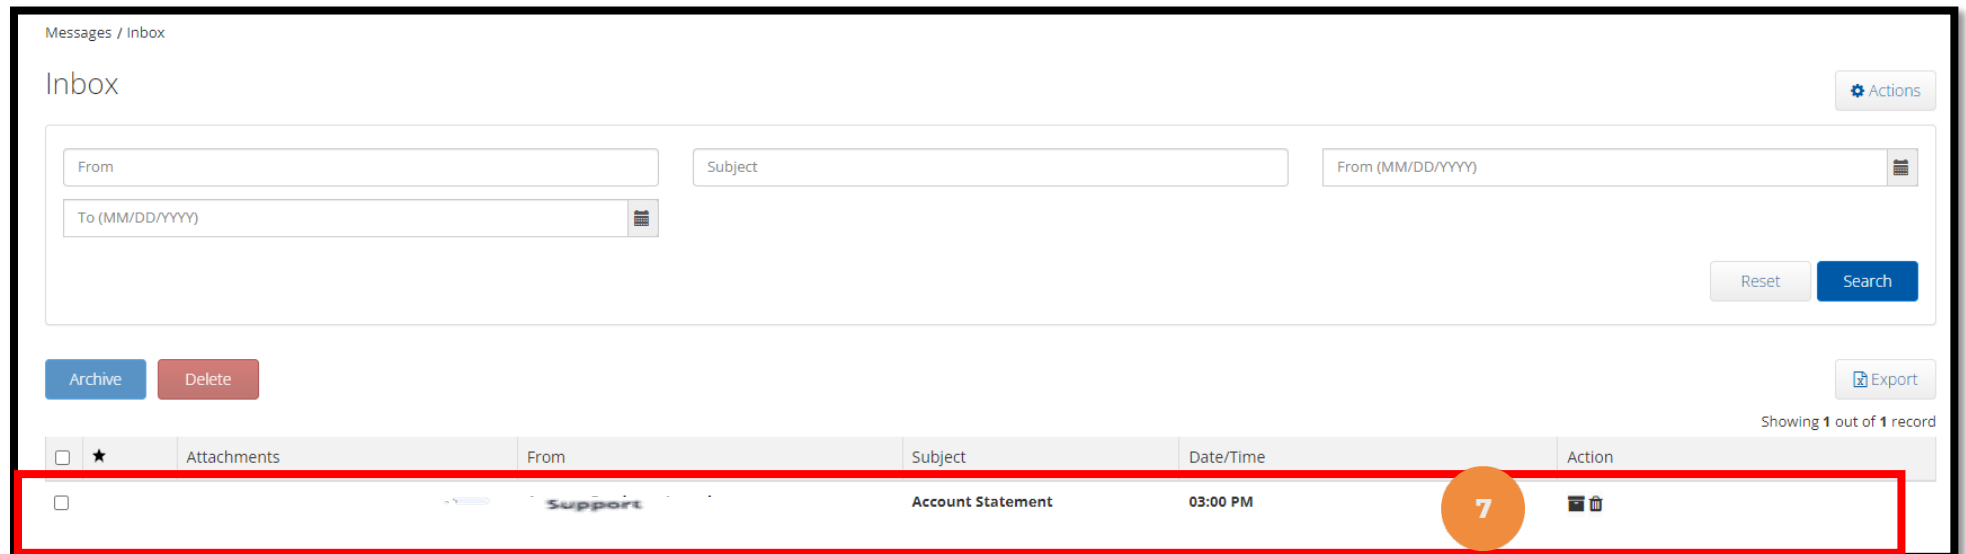 Messages / Inbox
Inbox
Actions
From
Subject
From (MM/DD/YYYY)
To (MM/DD/YYYY)
Reset
Search
Archive
Delete
Export
Showing 1 out of 1 record
Attachments
From
Subject
Date/Time
Action
Support
Account Statement
03:00 PM
7